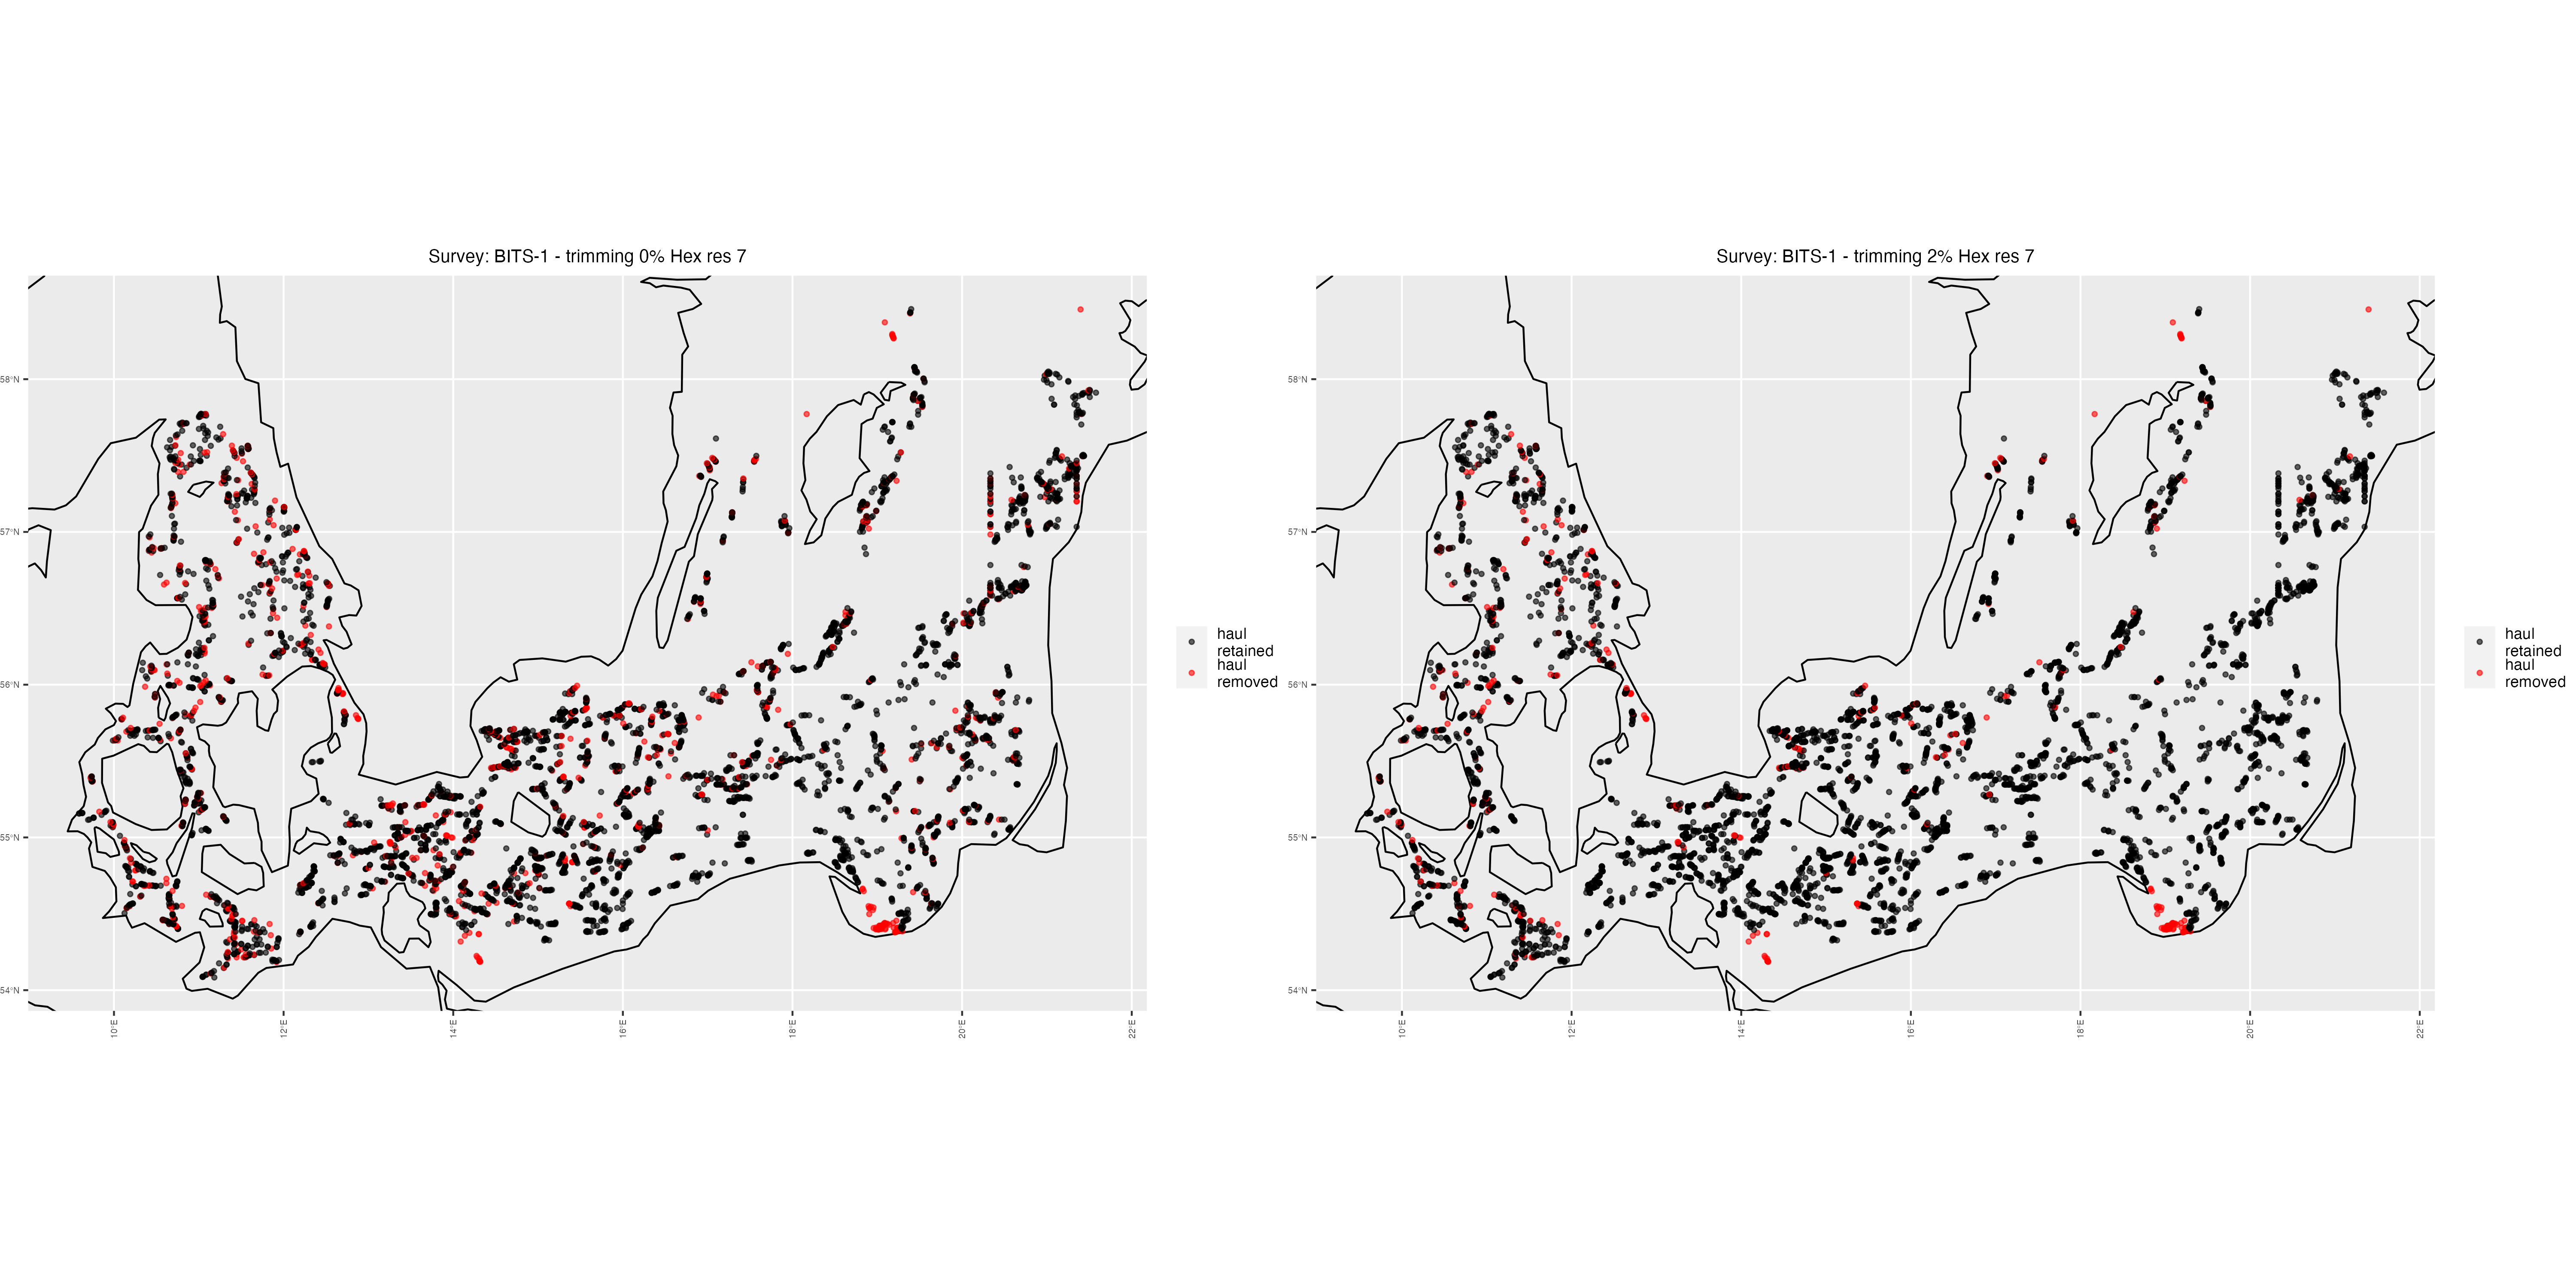 Survey: BITS-1 - trimming 0% Hex res 7
58°N
57°N
56°N
55°N
54°N
10°E
12°E
14°E
16°E
18°E
20°E
22°E
haul
retained
haul
removed
Survey: BITS-1 - trimming 2% Hex res 7
58°N
57°N
56°N
55°N
54°N
10°E
12°E
14°E
16°E
18°E
20°E
22°E
haul
retained
haul
removed